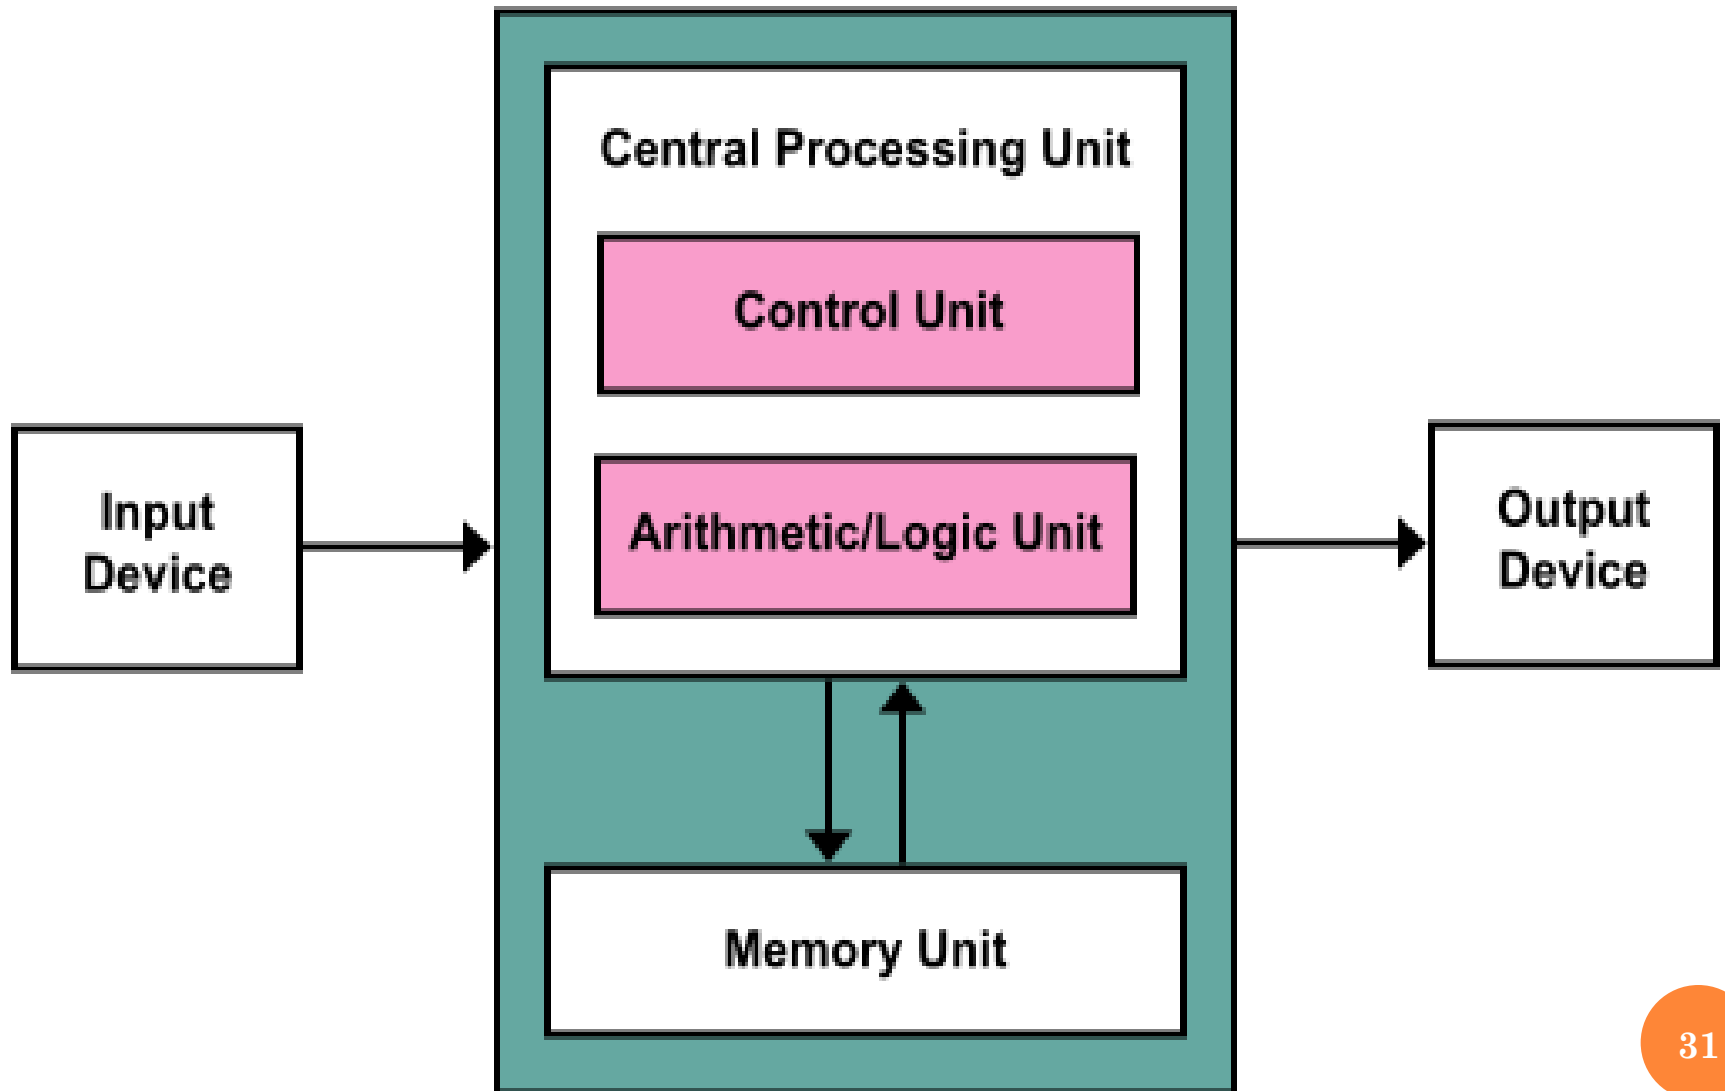 Central Processing Unit
Control Unit
Arithmetic/Logic Unit
Input
Device
Output
Device
Memory Unit
31